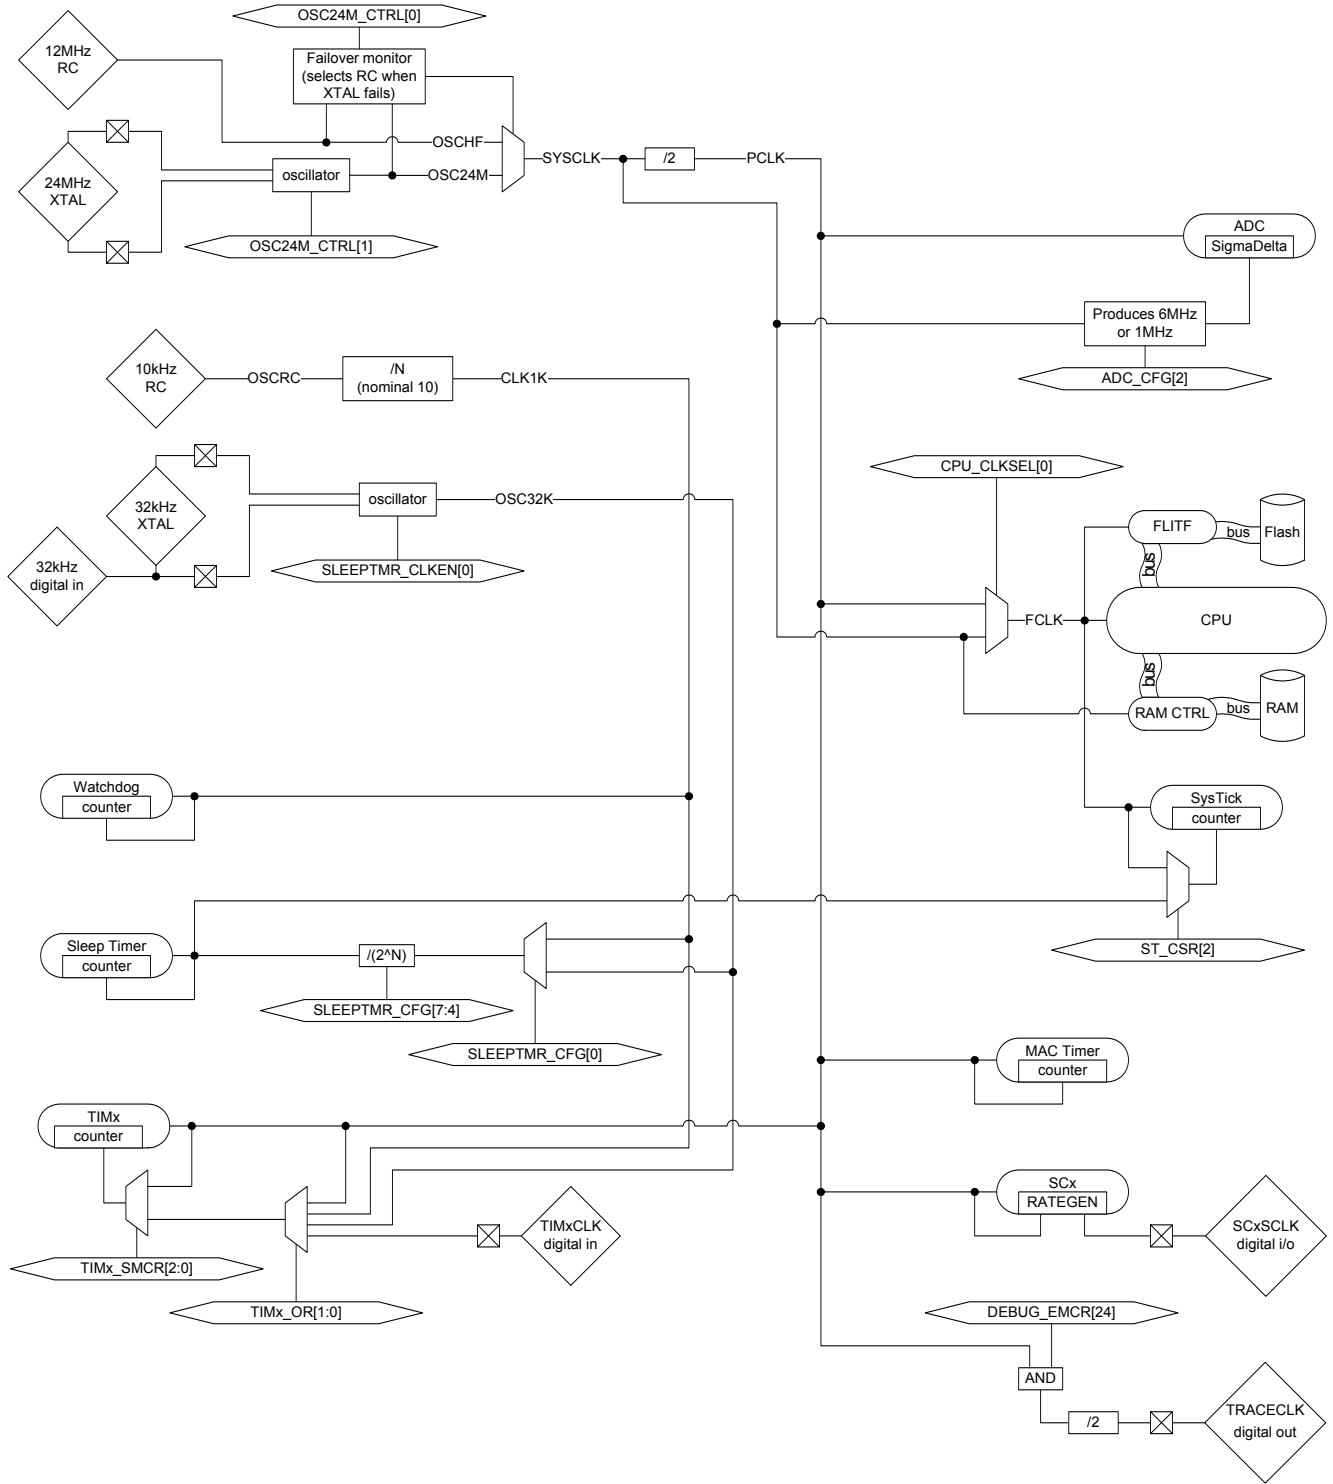 OSC24M_CTRL[0]
12MHz
RC
Failover monitor
(selects RC when
XTAL fails)
OSCHF
SYSCLK
/2
PCLK
24MHz
XTAL
oscillator
OSC24M
OSC24M_CTRL[1]
ADC
SigmaDelta
Produces 6MHz
or 1MHz
ADC_CFG[2]
10kHz
RC
OSCRC
/N
(nominal 10)
CLK1K
CPU_CLKSEL[0]
32kHz
XTAL
oscillator
OSC32K
32kHz
digital in
SLEEPTMR_CLKEN[0]
FLITF
bus
Flash
bus
FCLK
CPU
bus
RAM CTRL
bus
RAM
Watchdog
counter
SysTick
counter
ST_CSR[2]
Sleep Timer
counter
/(2^N)
SLEEPTMR_CFG[7:4]
SLEEPTMR_CFG[0]
MAC Timer
counter
TIMx
counter
TIMxCLK
digital in
TIMx_SMCR[2:0]
TIMx_OR[1:0]
SCx
RATEGEN
SCxSCLK
digital i/o
DEBUG_EMCR[24]
AND
/2
TRACECLK
digital out